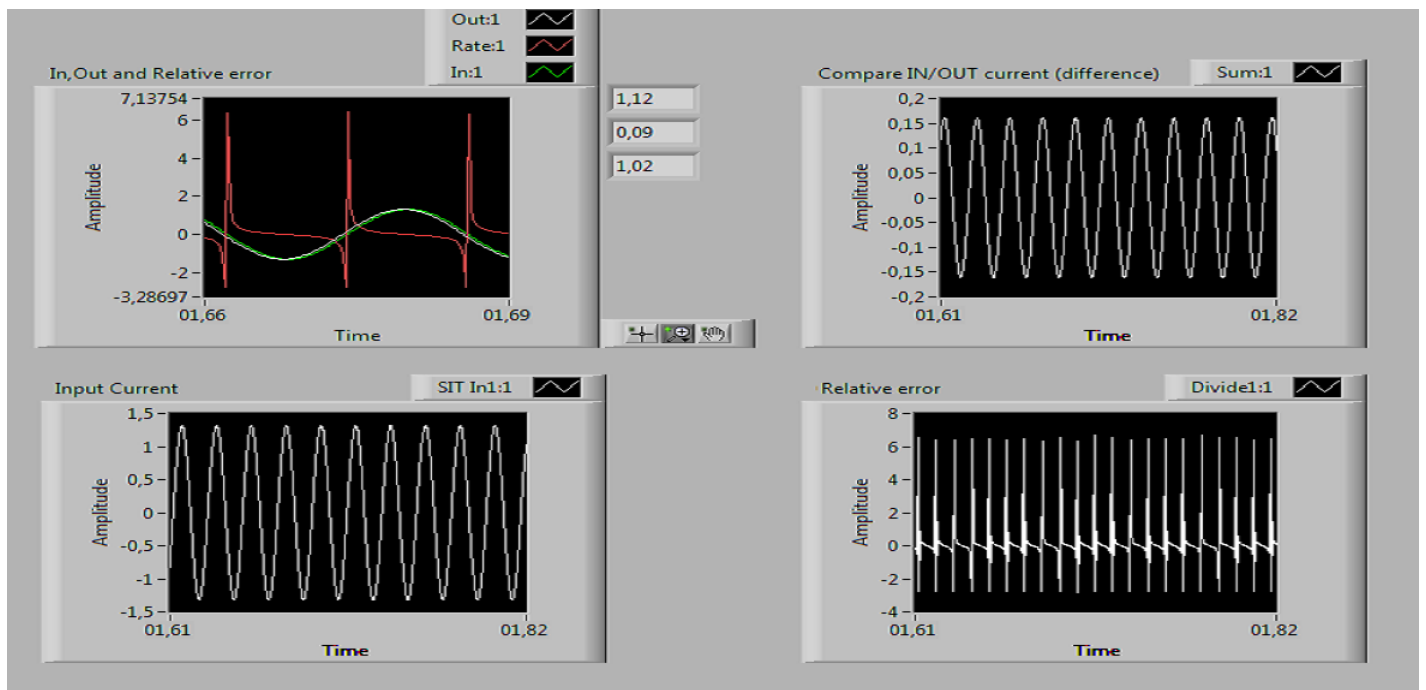 Out:1
Rate:1
In:1
In,Out and Relative error
7,13754
6
4
2
0
-2
-3,28697
Amplitude
01,66
01,69
Time
1,12
0,09
1,02
Compare IN/OUT current (difference)
Sum:1
0,2
0,15
0,1
0,05
0
-0,05
-0,1
-0,15
-0,2
Amplitude
01,61
01,82
Time
Input Current
SIT In1:1
1,5
1
0,5
0
-0,5
-1
-1,5
Amplitude
01,61
01,82
Time
Relative error
Divide1:1
8
6
4
2
0
-2
-4
Amplitude
01,61
01,82
Time